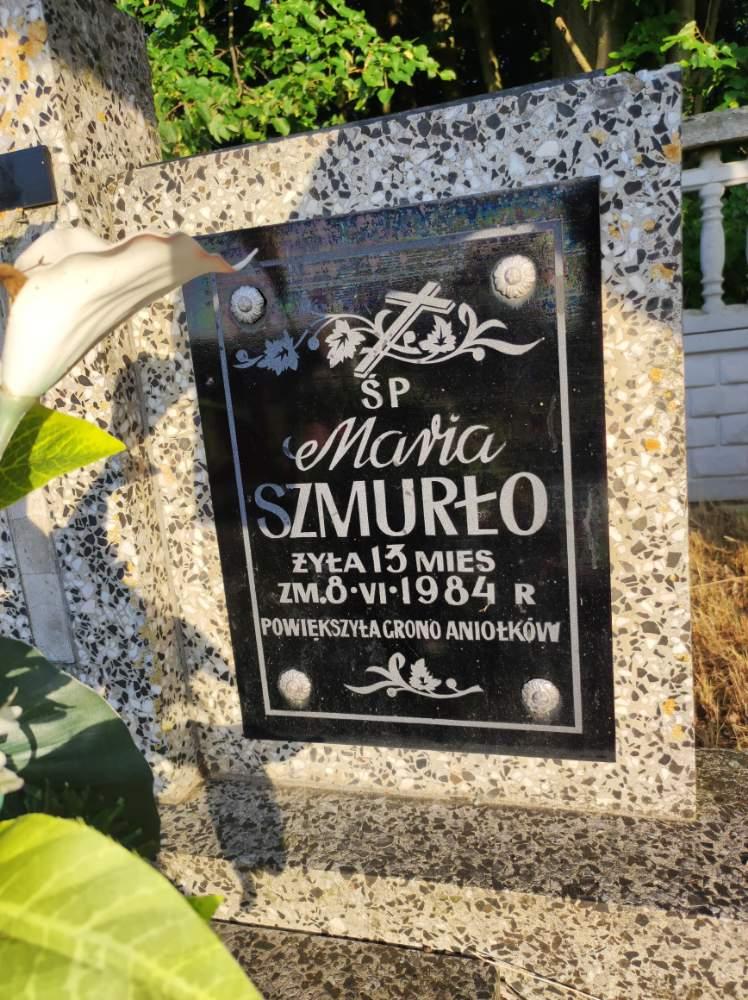 ŚP
Maria
SZMURŁO
ŻYŁA 13 MIES
ZM. 8·VI·1984 R
POWIĘKSZYŁA GRONO ANIOŁKÓW